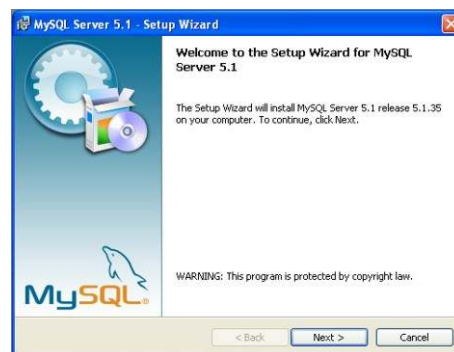 MySQL Server 5.1 - Setup Wizard
Welcome to the Setup Wizard for MySQL
Server 5.1
The Setup Wizard will install MySQL Server 5.1 release 5.1.35
on your computer. To continue, click Next.
WARNING: This program is protected by copyright law.
MySQL®
< Back
Next >
Cancel